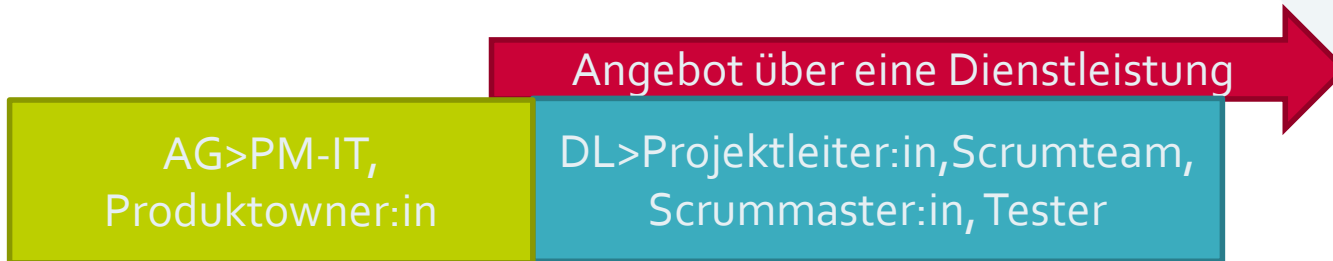 Angebot über eine Dienstleistung
AG>PM-IT,
Produktowner:in
DL>Projektleiter:in,Scrumteam,
Scrummaster:in, Tester